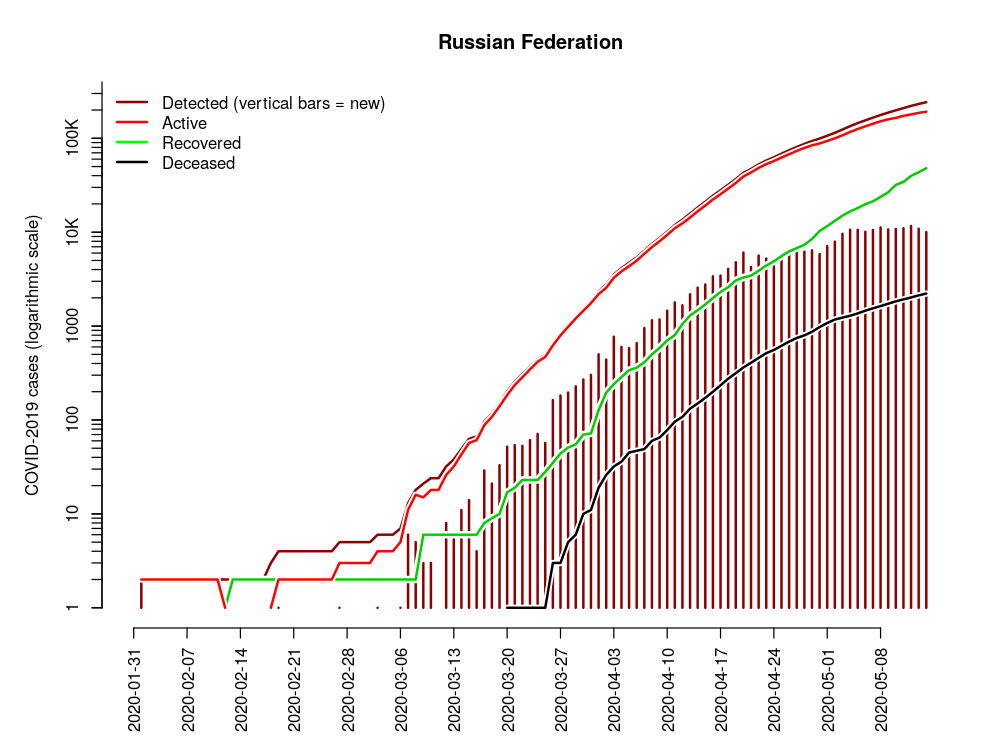 Russian Federation
Detected (vertical bars = new)
Active
Recovered
Deceased
COVID-2019 cases (logarithmic scale)
100K
10K
1000
100
10
1
2020-01-31
2020-02-07
2020-02-14
2020-02-21
2020-02-28
2020-03-06
2020-03-13
2020-03-20
2020-03-27
2020-04-03
2020-04-10
2020-04-17
2020-04-24
2020-05-01
2020-05-08